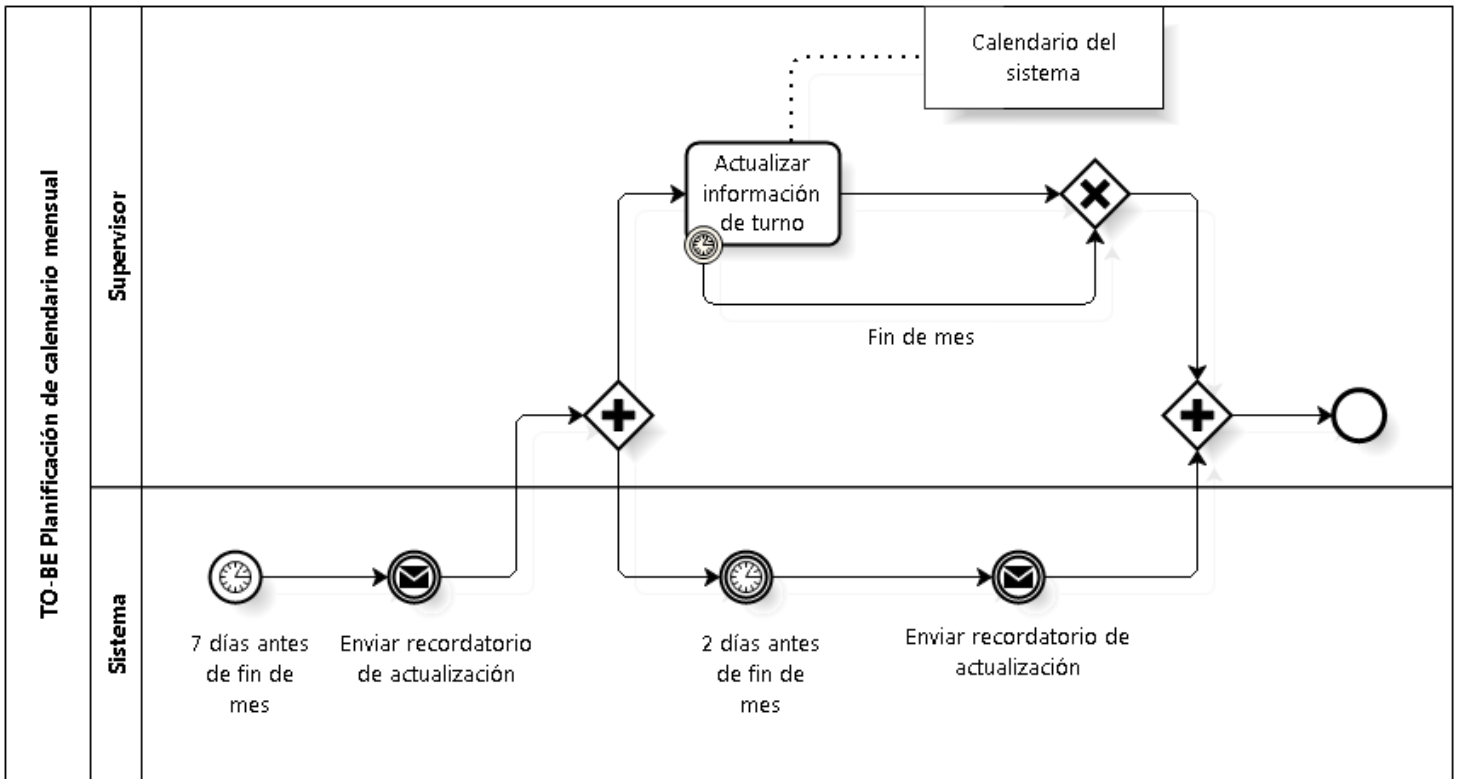 TO-BE Planificación de calendario mensual
Supervisor
Calendario del
sistema
Actualizar
información
de turno
Fin de mes
Sistema
7 días antes
de fin de
mes
Enviar recordatorio
de actualización
2 días antes
de fin de
mes
Enviar recordatorio de
actualización